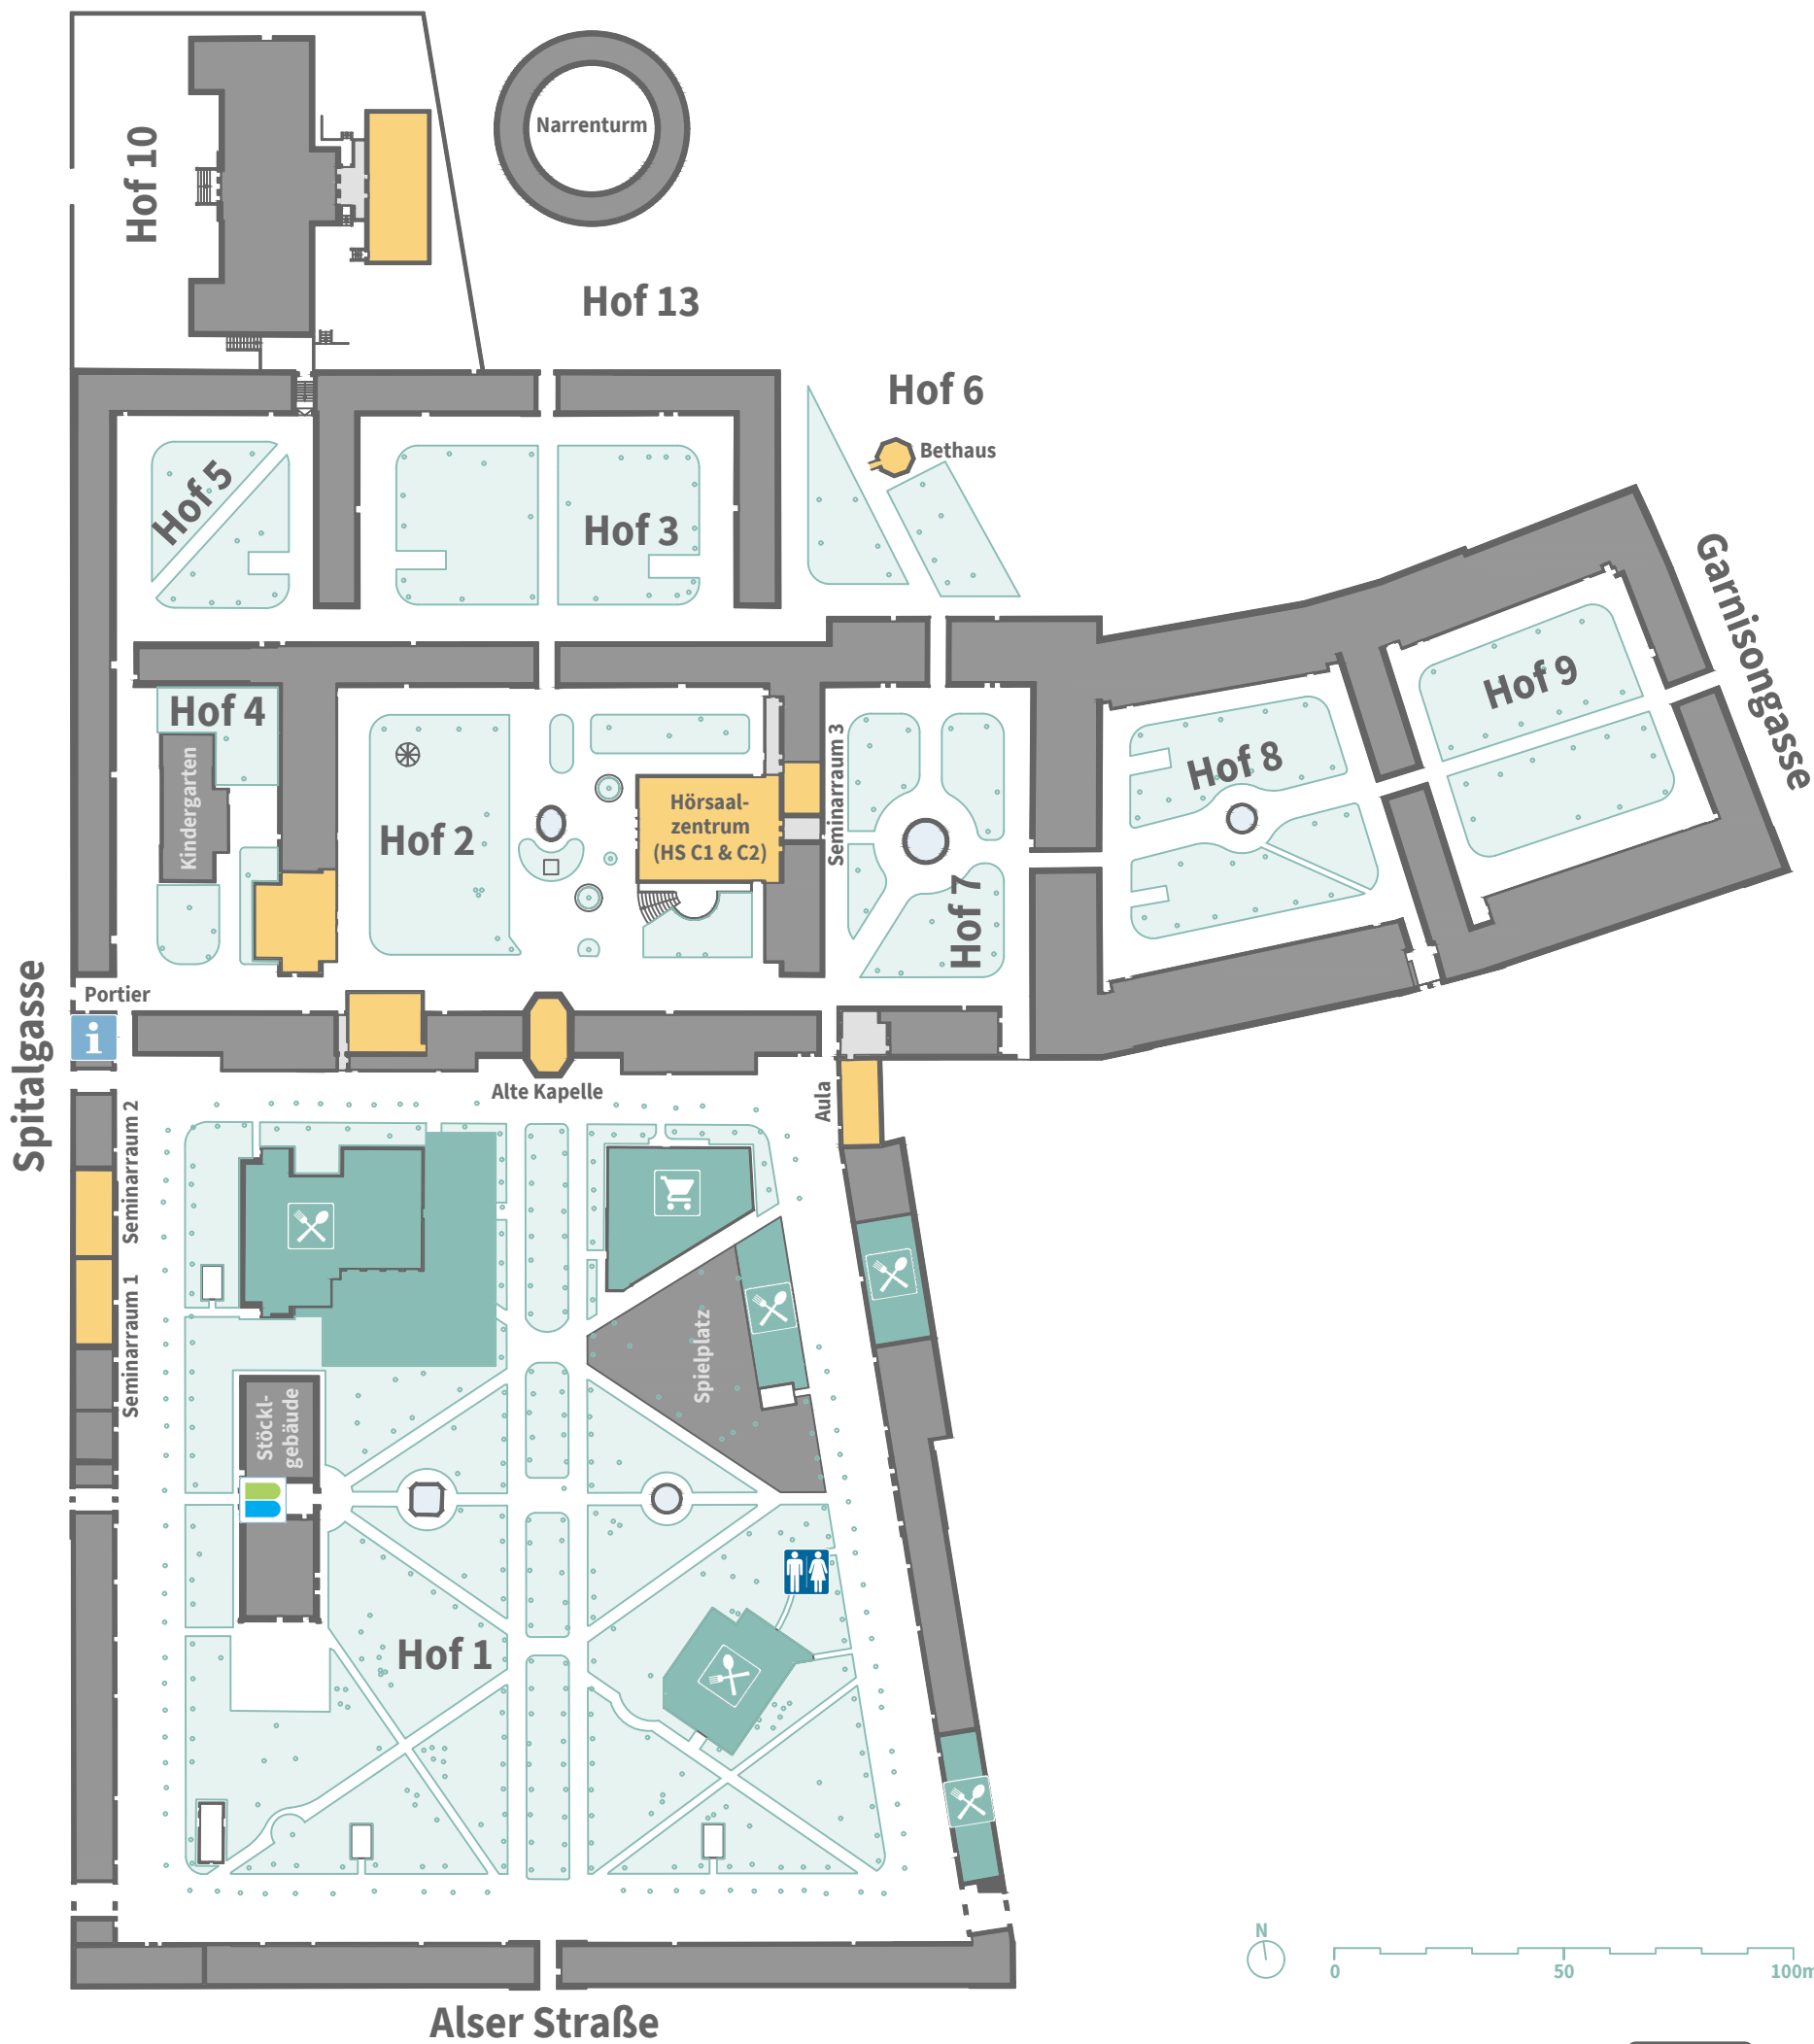 Hof 10
Narrenturm
Hof 13
Hof 6
Bethaus
Hof 5
Hof 3
Garnisongasse
Hof 9
Hof 4
Kindergarten
Hof 2
Hörsaal-
zentrum
(HS C1 & C2)
Seminarraum 3
Hof 8
Hof 7
Spitalgasse
Portier
i
Alte Kapelle
Aula
Seminarraum 2
Seminarraum 1
Spielplatz
Stöckl-
gebäude
Hof 1
N
0
50
100m
Alser Straße